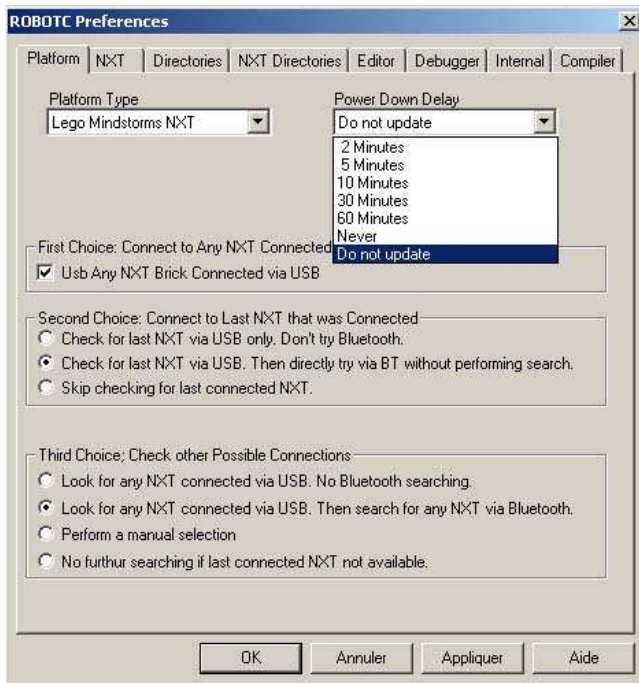 ROBOTC Preferences
Platform NXT Directories NXT Directories Editor Debugger Internal Compiler
Platform Type
Power Down Delay
Lego Mindstorms NXT
Do not update
2 Minutes
5 Minutes
10 Minutes
30 Minutes
60 Minutes
Never
Do not update
First Choice: Connect to Any NXT Connected
Usb Any NXT Brick Connected via USB
Second Choice: Connect to Last NXT that was Connected
Check for last NXT via USB only. Don't try Bluetooth.
Check for last NXT via USB. Then directly try via BT without performing search.
Skip checking for last connected NXT.
Third Choice; Check other Possible Connections
Look for any NXT connected via USB. No Bluetooth searching.
Look for any NXT connected via USB. Then search for any NXT via Bluetooth.
Perform a manual selection
No furthur searching if last connected NXT not available.
OK Annuler Appliquer Aide